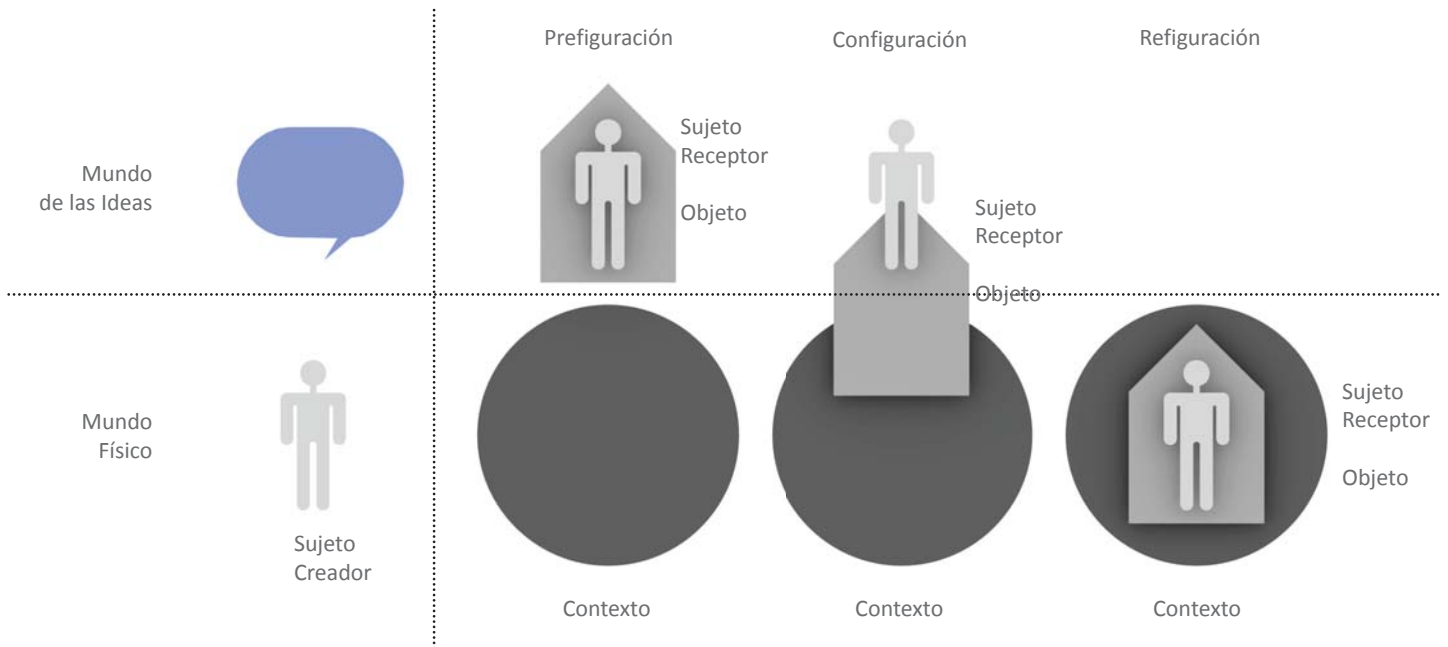 Prefiguración
Configuración
Refiguración
Mundo
de las Ideas
Sujeto
Receptor
Objeto
Sujeto
Receptor
Objeto
Mundo
Físico
Sujeto
Creador
Sujeto
Receptor
Objeto
Contexto
Contexto
Contexto